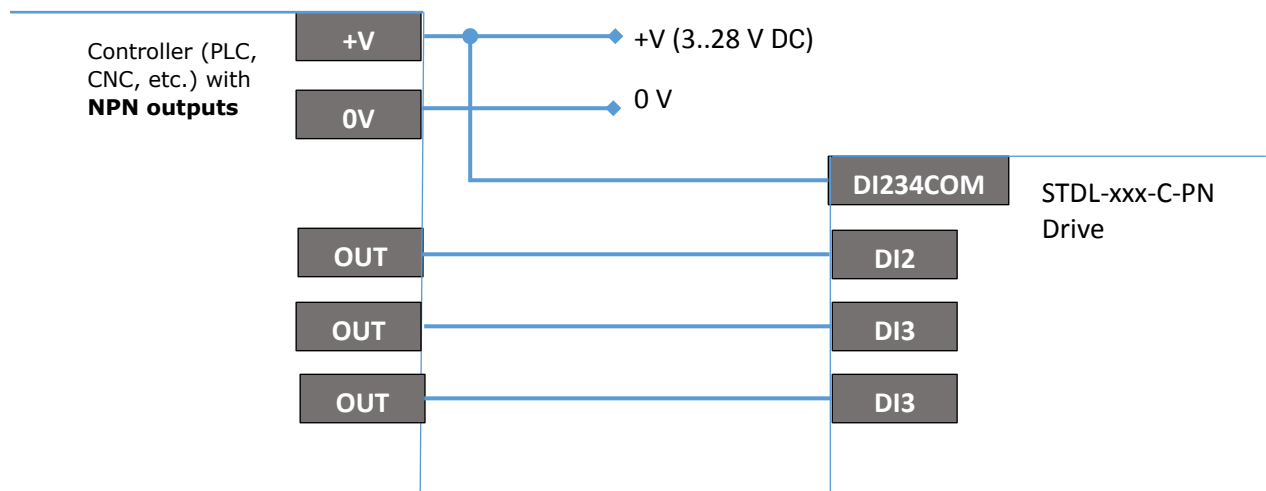 Controller (PLC,
CNC, etc.) with
NPN outputs
+V
+V (3..28 V DC)
0V
0 V
DI234COM
STDL-xxx-C-PN
Drive
OUT
DI2
OUT
DI3
OUT
DI3